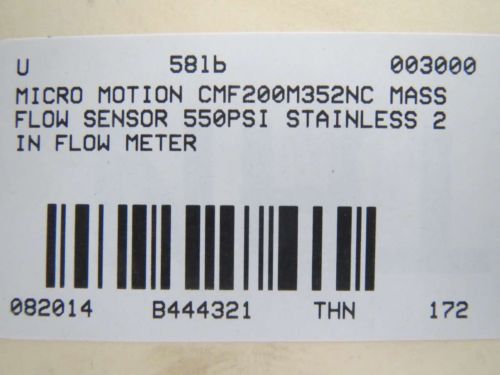 U 581b 003000
MICRO MOTION CMF200M352NC MASS
FLOW SENSOR 550PSI STAINLESS 2
IN FLOW METER
082014 B444321 THN 172